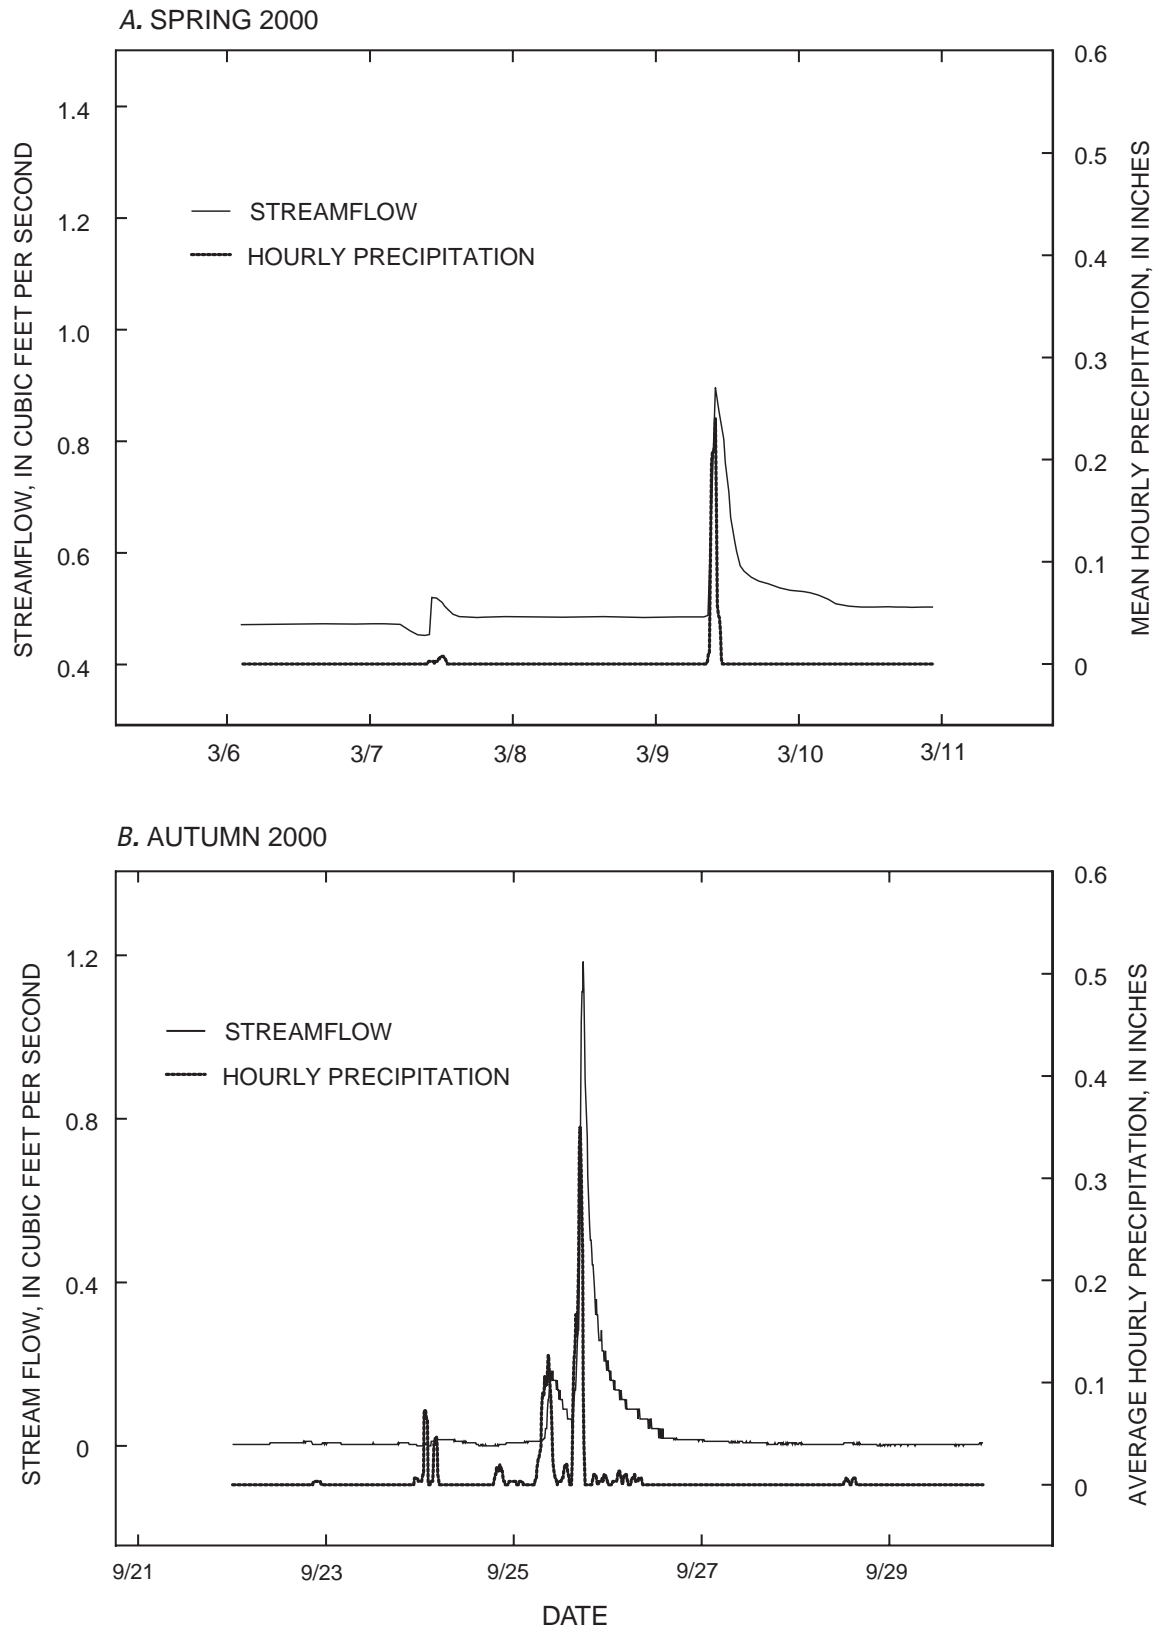 A. SPRING 2000
0.6
1.4
0.5
STREAMFLOW, IN CUBIC FEET PER SECOND
MEAN HOURLY PRECIPITATION, IN INCHES
1.2
STREAMFLOW
HOURLY PRECIPITATION
0.4
1.0
0.3
0.8
0.2
0.6
0.1
0.4
0
3/6 3/7 3/8 3/9 3/10 3/11
B. AUTUMN 2000
0.6
1.2
0.5
STREAM FLOW, IN CUBIC FEET PER SECOND
AVERAGE HOURLY PRECIPITATION, IN INCHES
STREAMFLOW
HOURLY PRECIPITATION
0.4
0.8
0.3
0.4
0.2
0.1
0
0
9/21 9/23 9/25 9/27 9/29
DATE